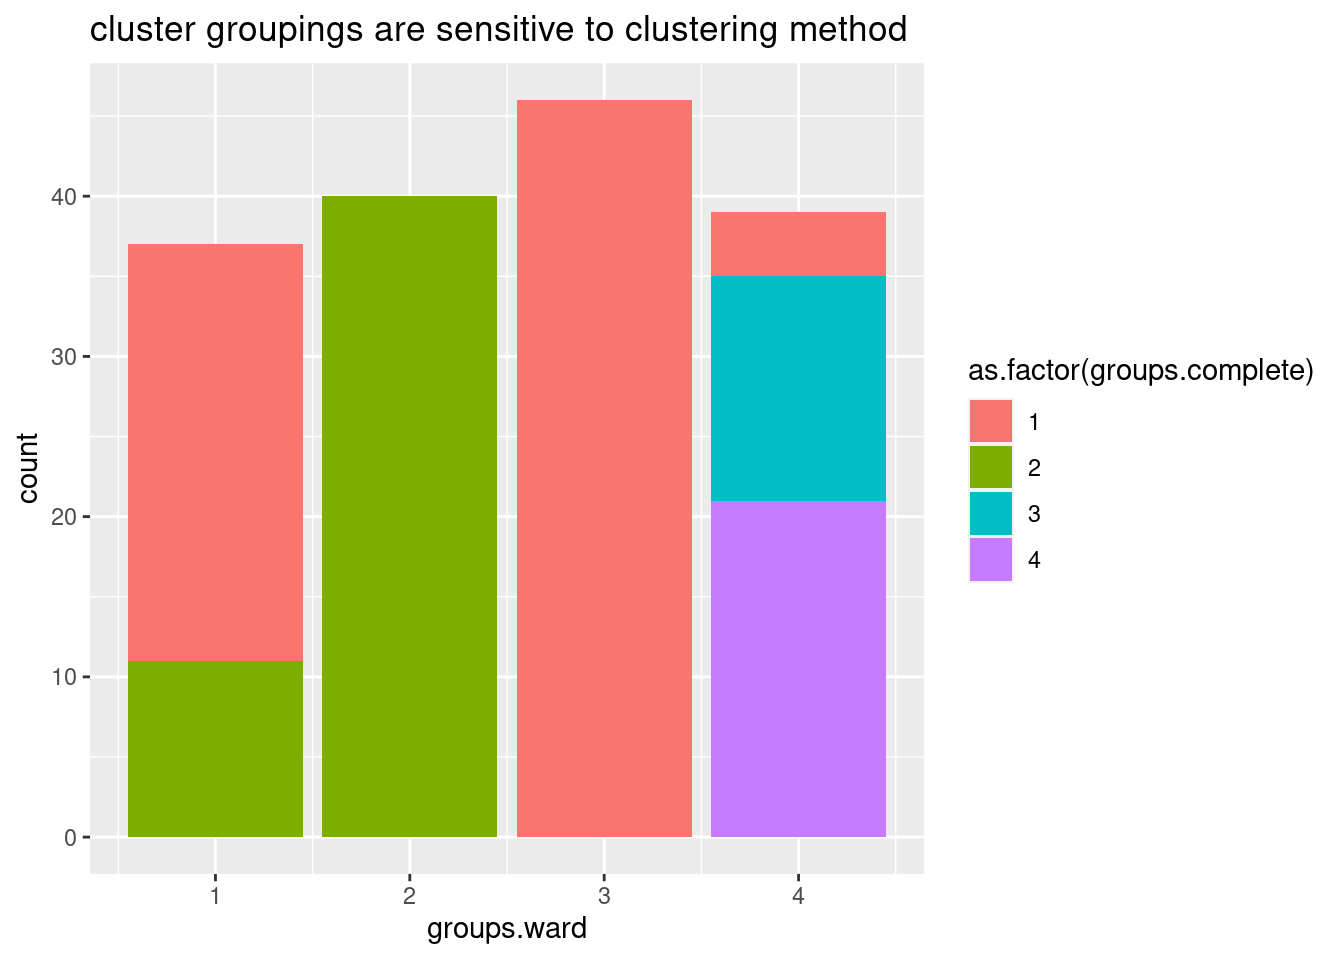 cluster groupings are sensitive to clustering method
count
40
30
20
10
0
1 2 3 4
groups.ward
as.factor(groups.complete)
1
2
3
4